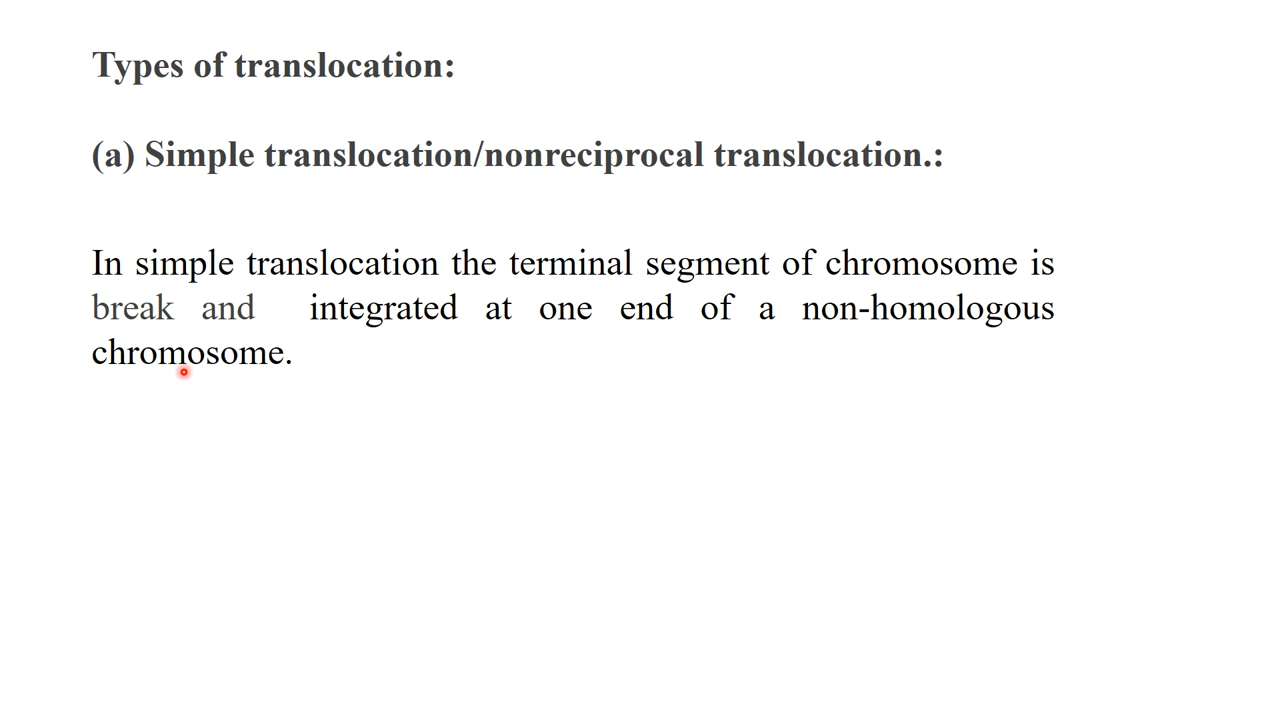 Types of translocation:
(a) Simple translocation/nonreciprocal translocation.:
In simple translocation the terminal segment of chromosome is
break and integrated at one end of a non-homologous
chromosome.